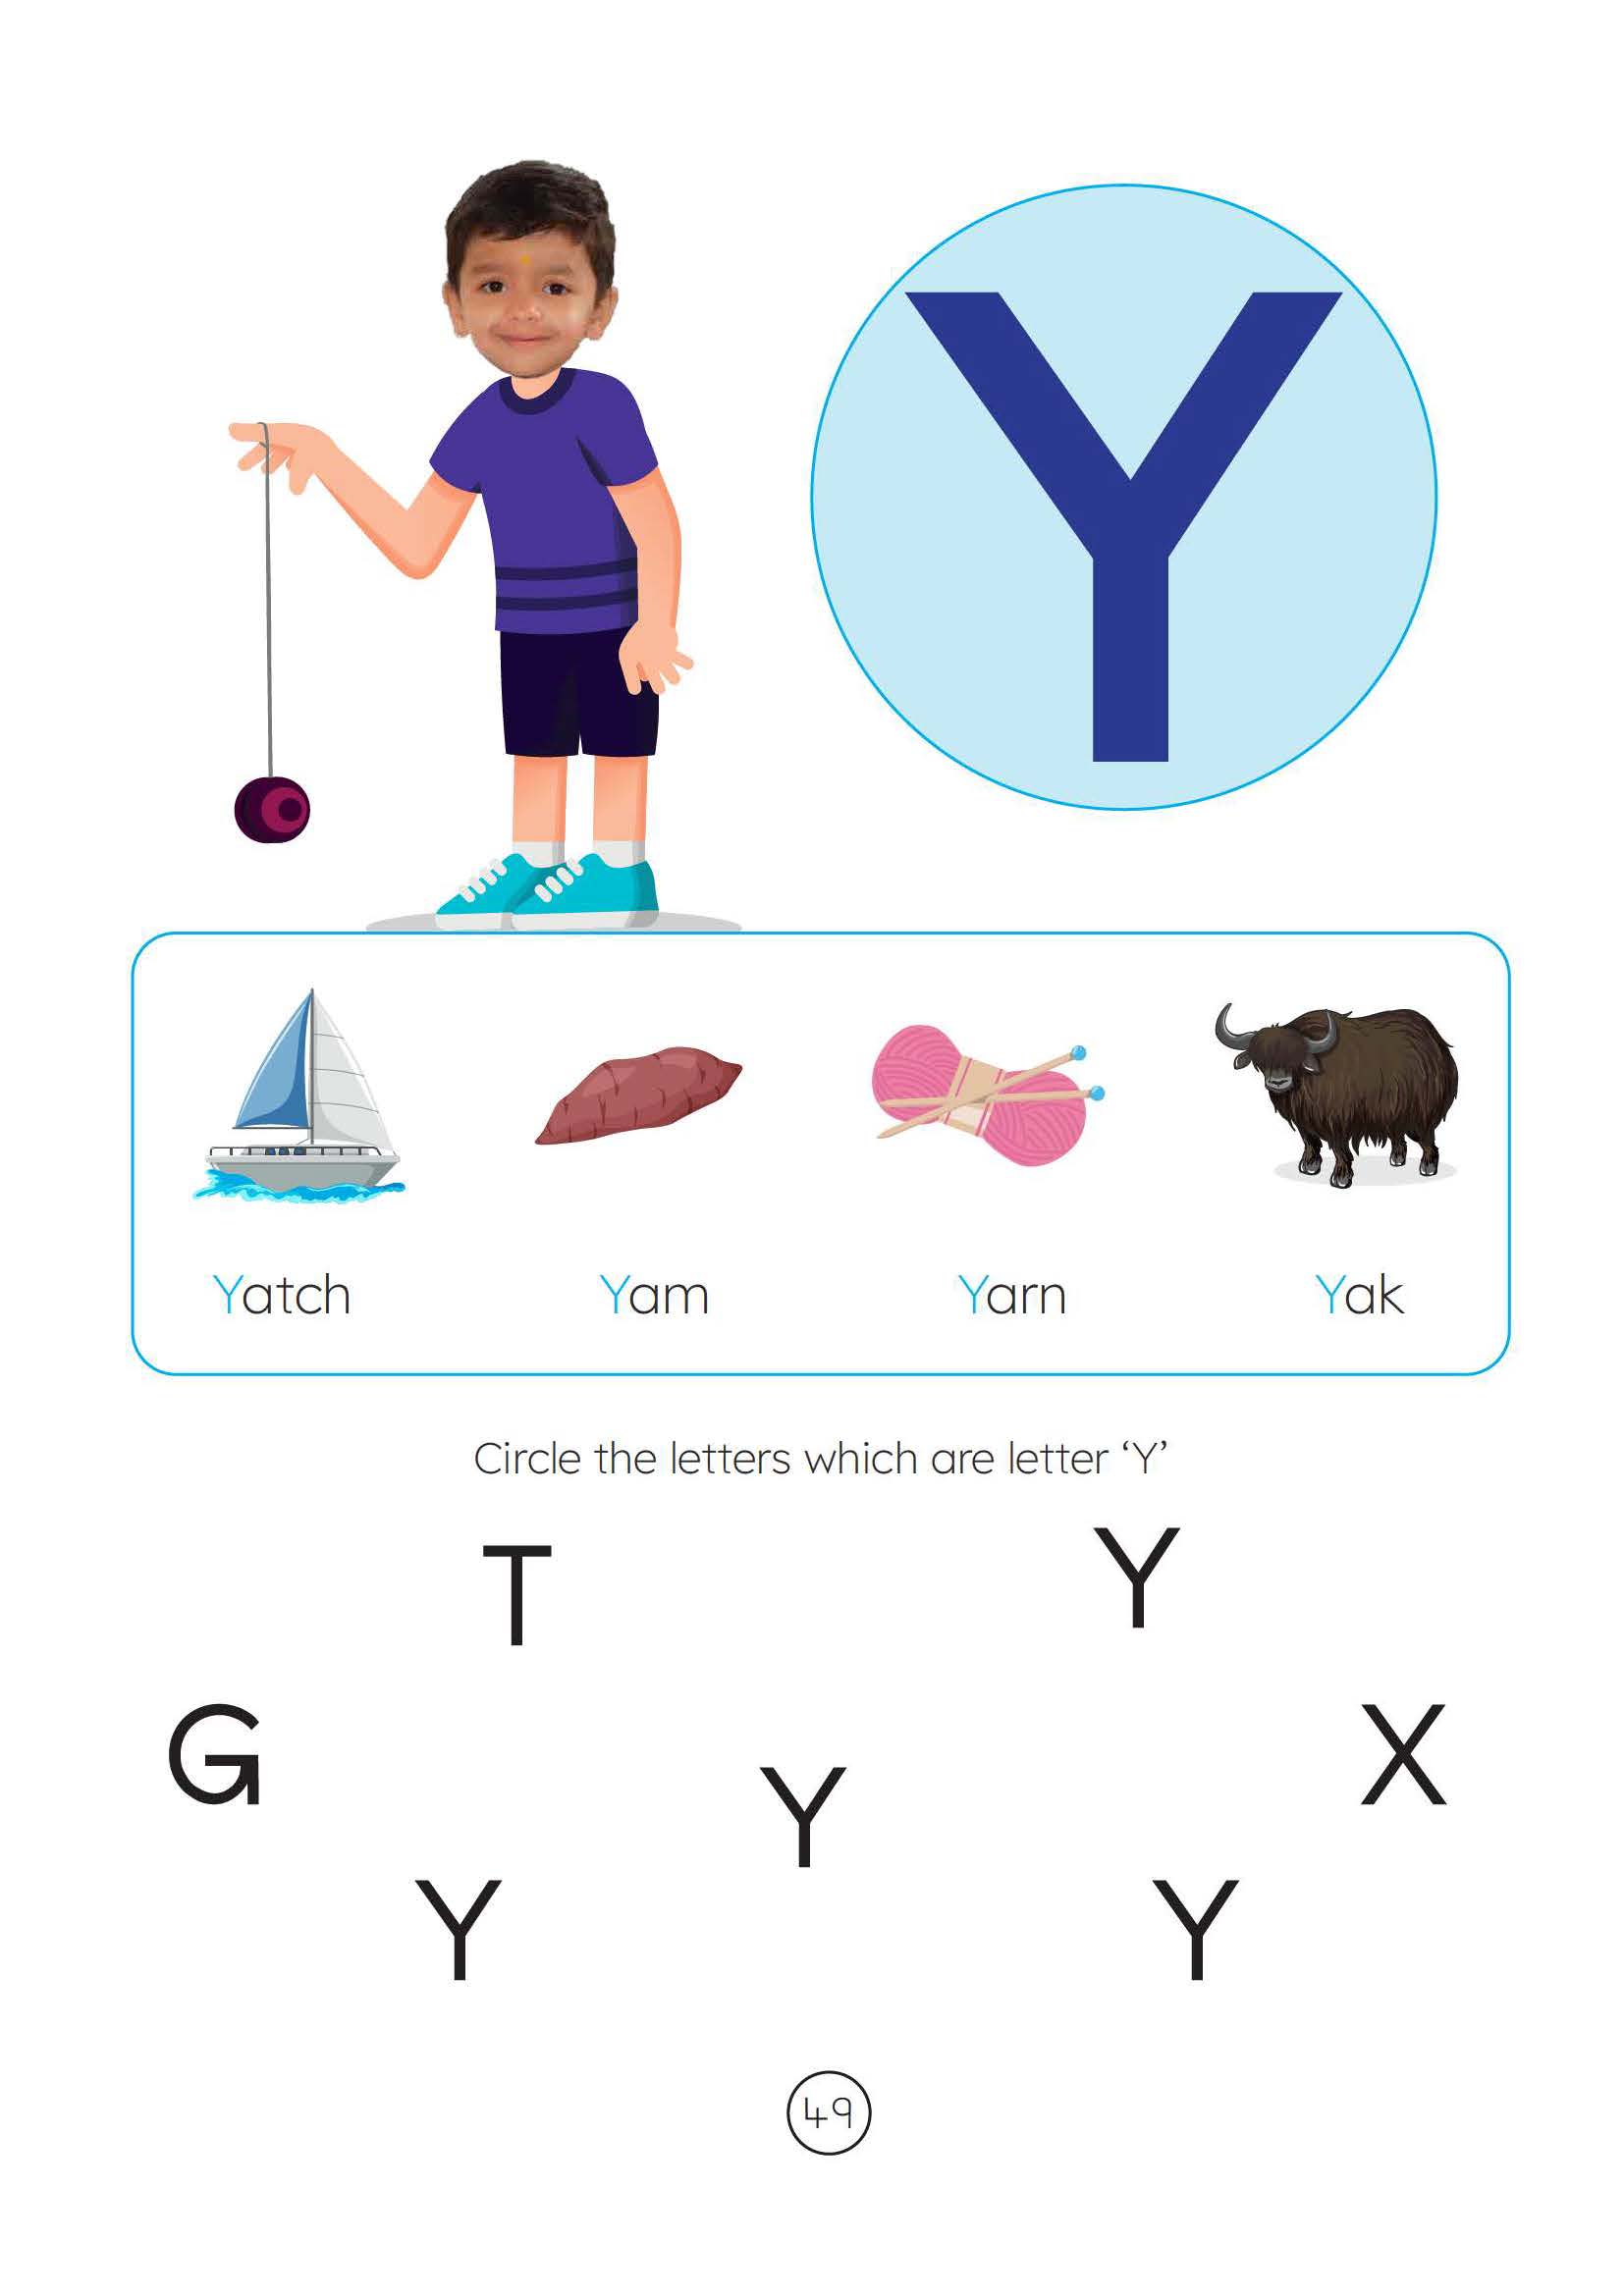 Y
Yatch Yam Yarn Yak
Circle the letters which are letter ‘Y’
T Y
G X
Y
Y Y
49